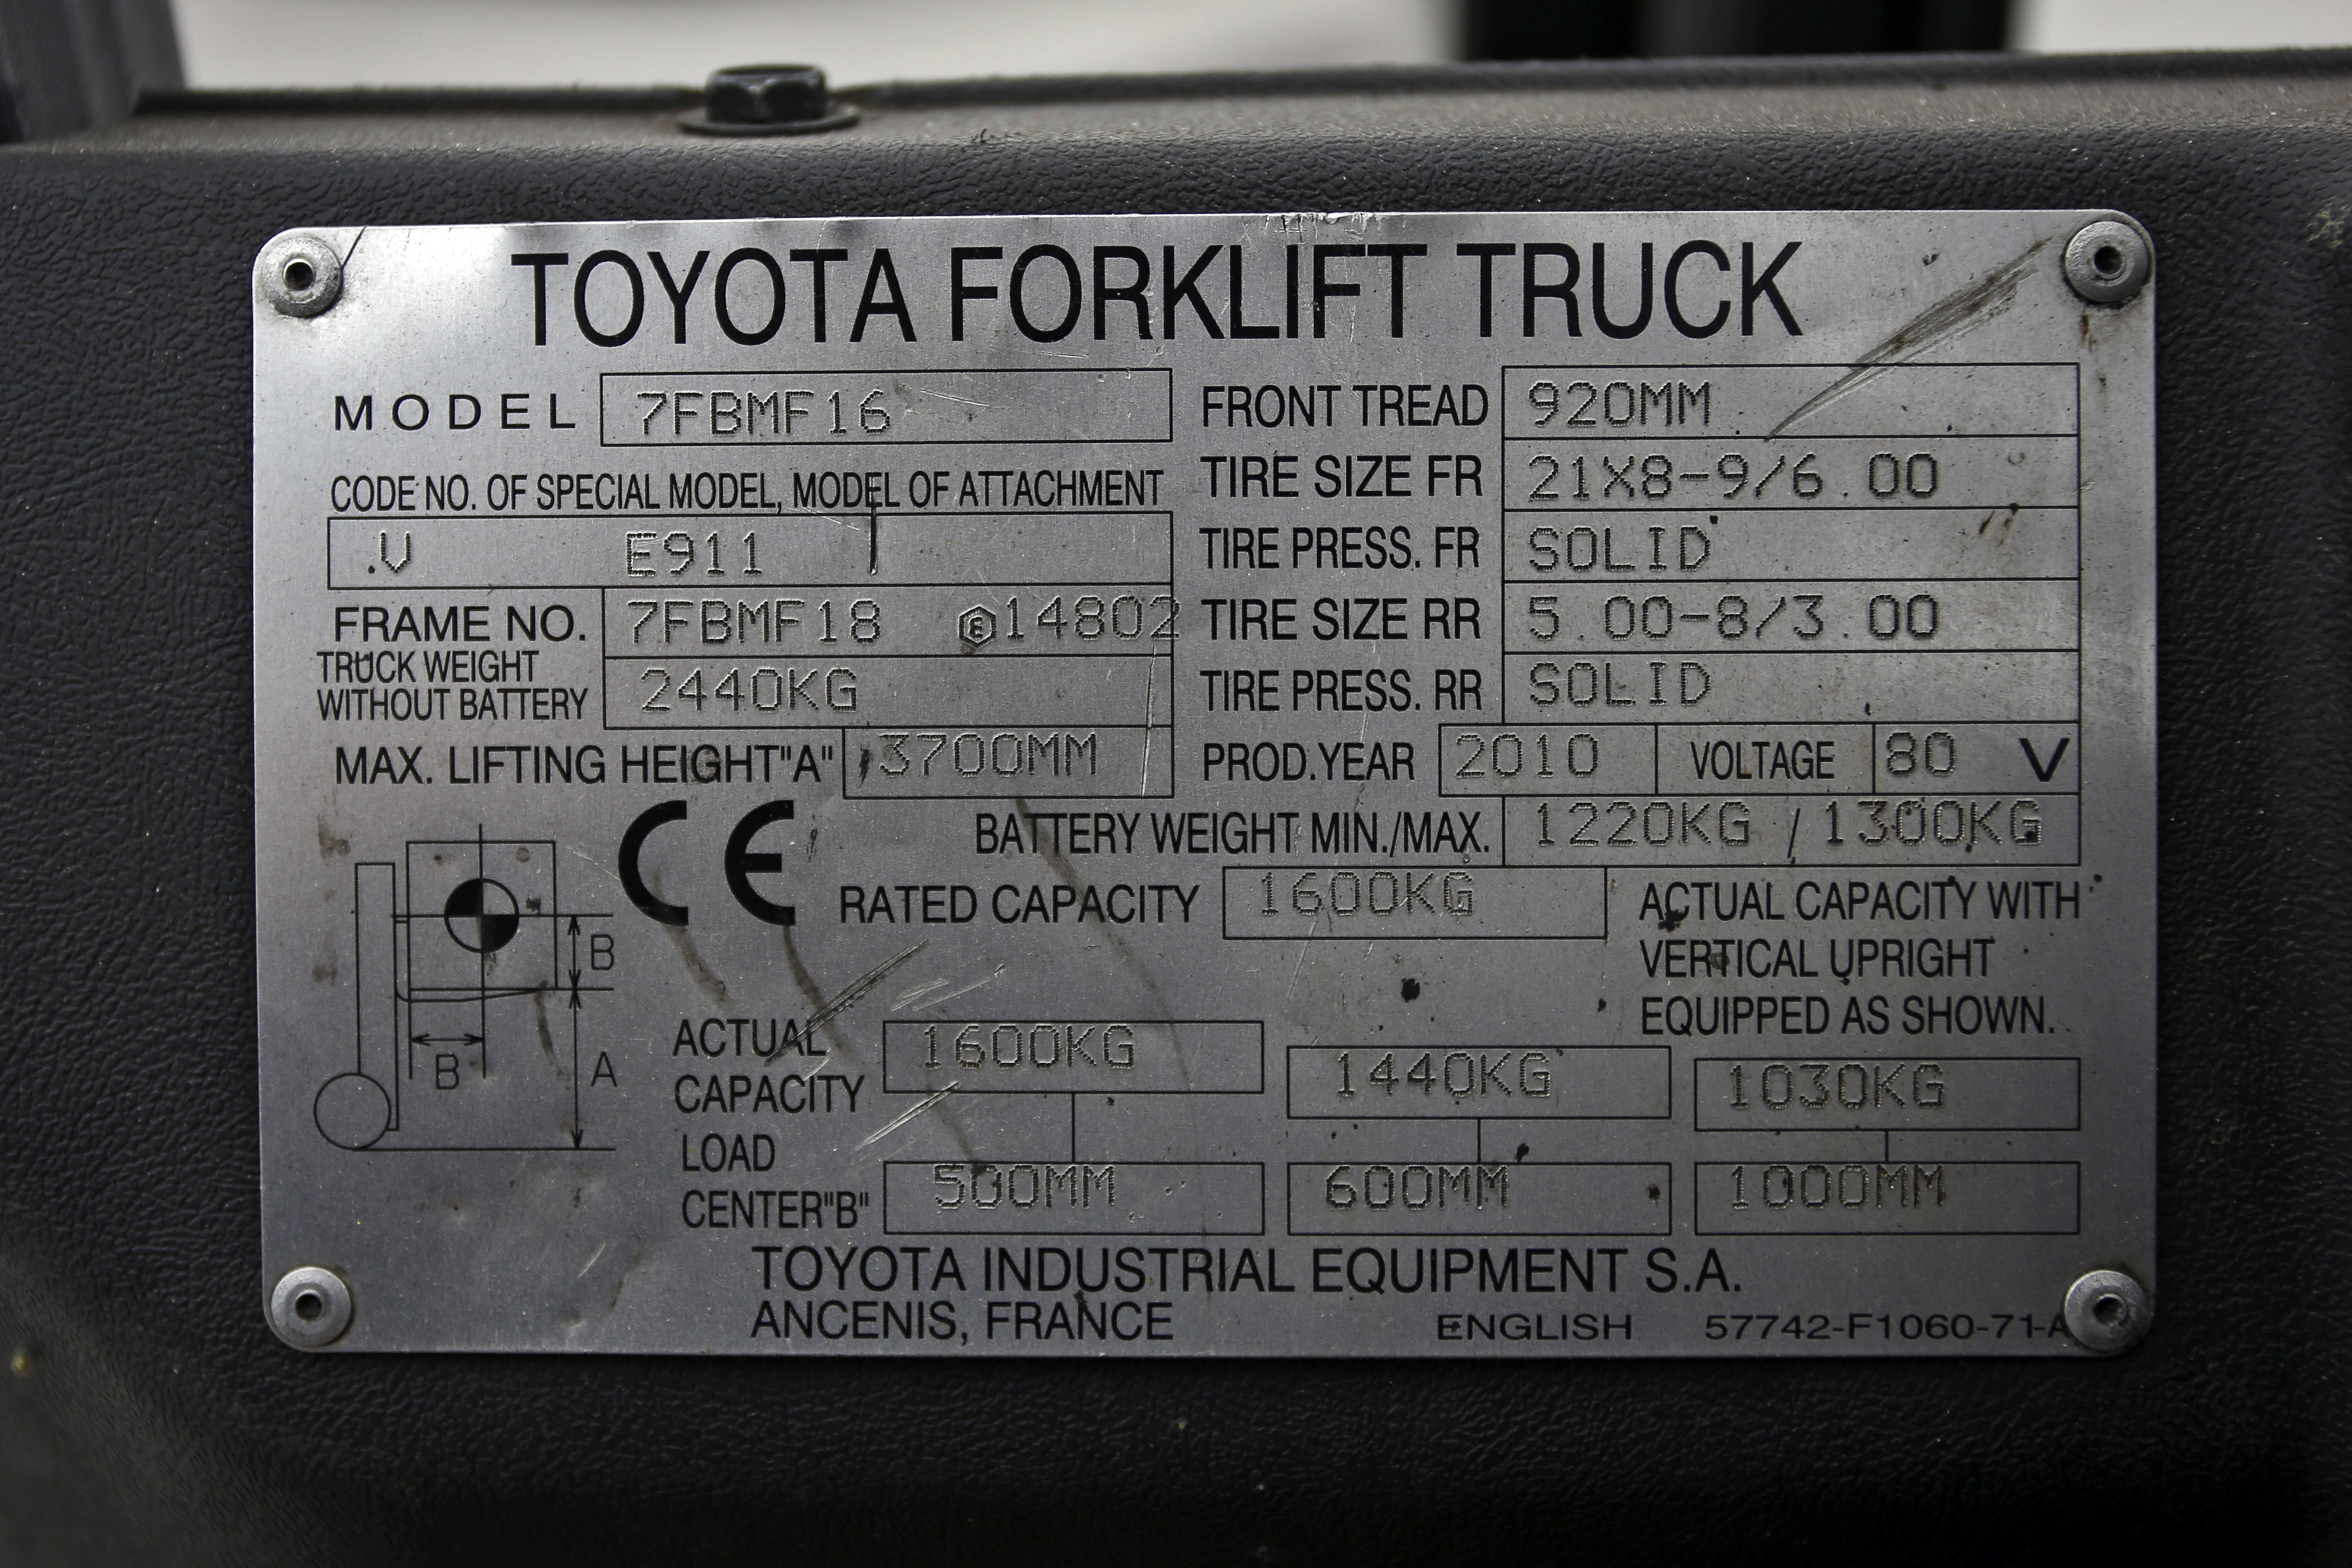 TOYOTA FORKLIFT TRUCK
MODEL 7FBMF16
CODE NO. OF SPECIAL MODEL, MODEL OF ATTACHMENT
.V E911
FRAME NO. 7FBMF18 E14802
TRUCK WEIGHT
WITHOUT BATTERY 2440KG
MAX. LIFTING HEIGHT"A" 3700MM
FRONT TREAD 920MM
TIRE SIZE FR 21X8-9/6.00
TIRE PRESS. FR SOLID
TIRE SIZE RR 5.00-8/3.00
TIRE PRESS. RR SOLID
PROD.YEAR 2010 VOLTAGE 80 V
CE BATTERY WEIGHT MIN./MAX. 1220KG / 1300KG
RATED CAPACITY 1600KG
ACTUAL CAPACITY WITH
VERTICAL UPRIGHT
EQUIPPED AS SHOWN.
B
B
A
ACTUAL
CAPACITY 1600KG 1440KG 1030KG
LOAD
CENTER"B" 500MM 600MM 1000MM
TOYOTA INDUSTRIAL EQUIPMENT S.A.
ANCENIS, FRANCE
ENGLISH 57742-F1060-71-A